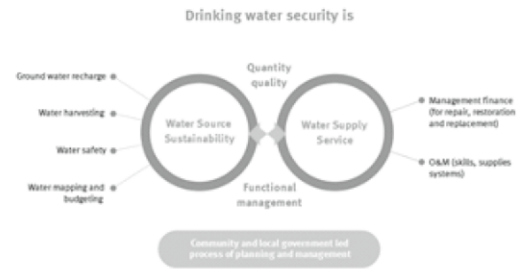 Drinking water security is
Quantity
quality
Ground water recharge
Water harvesting
Water safety
Water mapping and
budgeting
Water Source
Sustainability
Water Supply
Service
Management finance
(for repair, restoration
and replacement)
O&M (skills, supplies
systems)
Functional
management
Community and local government led
process of planning and management